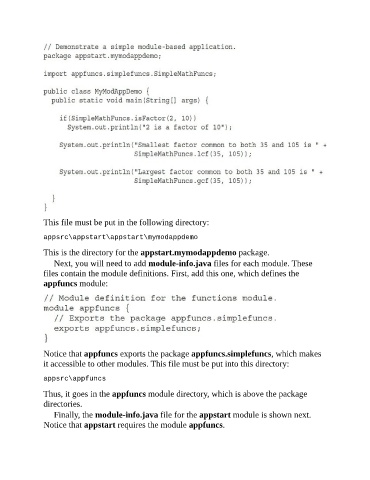 // Demonstrate a simple module-based application.
package appstart.mymodappdemo;
import appfuncs.simplefuncs.SimpleMathFuncs;
public class MyModAppDemo {
public static void main(String[] args) {
if(SimpleMathFuncs.isFactor(2, 10))
System.out.println("2 is a factor of 10");
System.out.println("Smallest factor common to both 35 and 105 is " +
SimpleMathFuncs.lcf(35, 105));
System.out.println("Largest factor common to both 35 and 105 is " +
SimpleMathFuncs.gcf(35, 105));
}
}
This file must be put in the following directory:
appsrc\appstart\appstart\mymodappdemo
This is the directory for the appstart.mymodappdemo package.
Next, you will need to add module-info.java files for each module. These
files contain the module definitions. First, add this one, which defines the
appfuncs module:
// Module definition for the functions module.
module appfuncs {
// Exports the package appfuncs.simplefuncs.
exports appfuncs.simplefuncs;
}
Notice that appfuncs exports the package appfuncs.simplefuncs, which makes
it accessible to other modules. This file must be put into this directory:
appsrc\appfuncs
Thus, it goes in the appfuncs module directory, which is above the package
directories.
Finally, the module-info.java file for the appstart module is shown next.
Notice that appstart requires the module appfuncs.